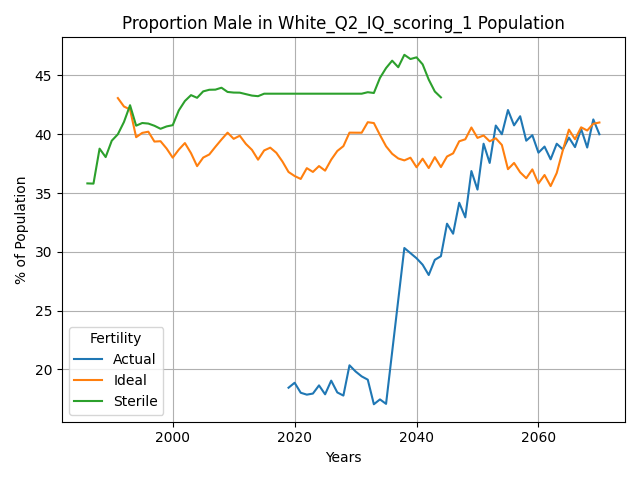 Proportion Male in White_Q2_IQ_scoring_1 Population
% of Population
45
40
35
30
25
20
Fertility
Actual
Ideal
Sterile
2000 2020 2040 2060
Years